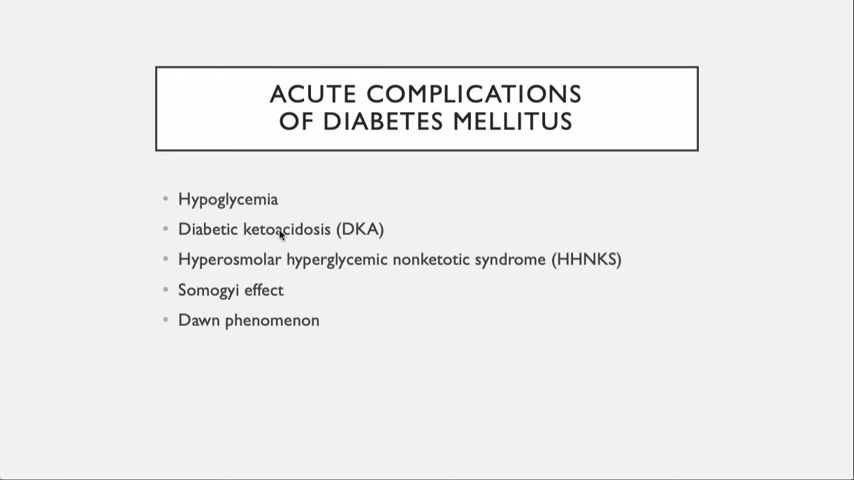 ACUTE COMPLICATIONS
OF DIABETES MELLITUS
• Hypoglycemia
• Diabetic ketoacidosis (DKA)
• Hyperosmolar hyperglycemic nonketotic syndrome (HHNKS)
• Somogyi effect
• Dawn phenomenon